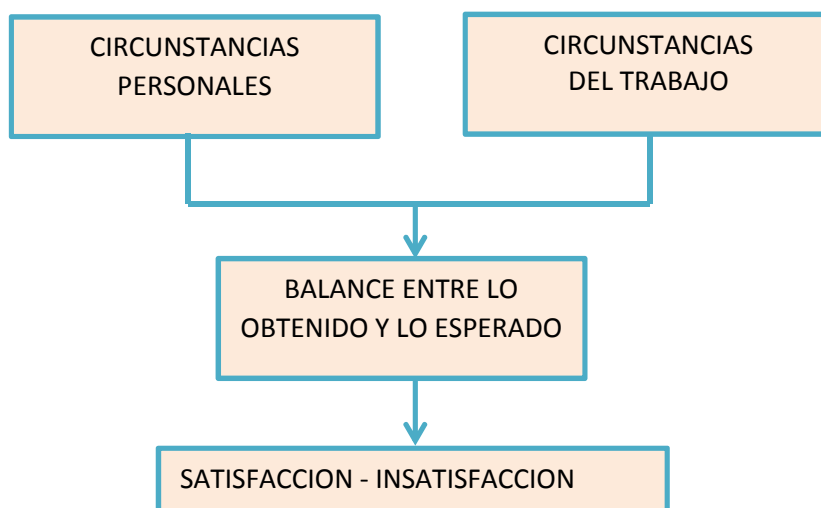 CIRCUNSTANCIAS
PERSONALES
CIRCUNSTANCIAS
DEL TRABAJO
BALANCE ENTRE LO
OBTENIDO Y LO ESPERADO
SATISFACCION - INSATISFACCION